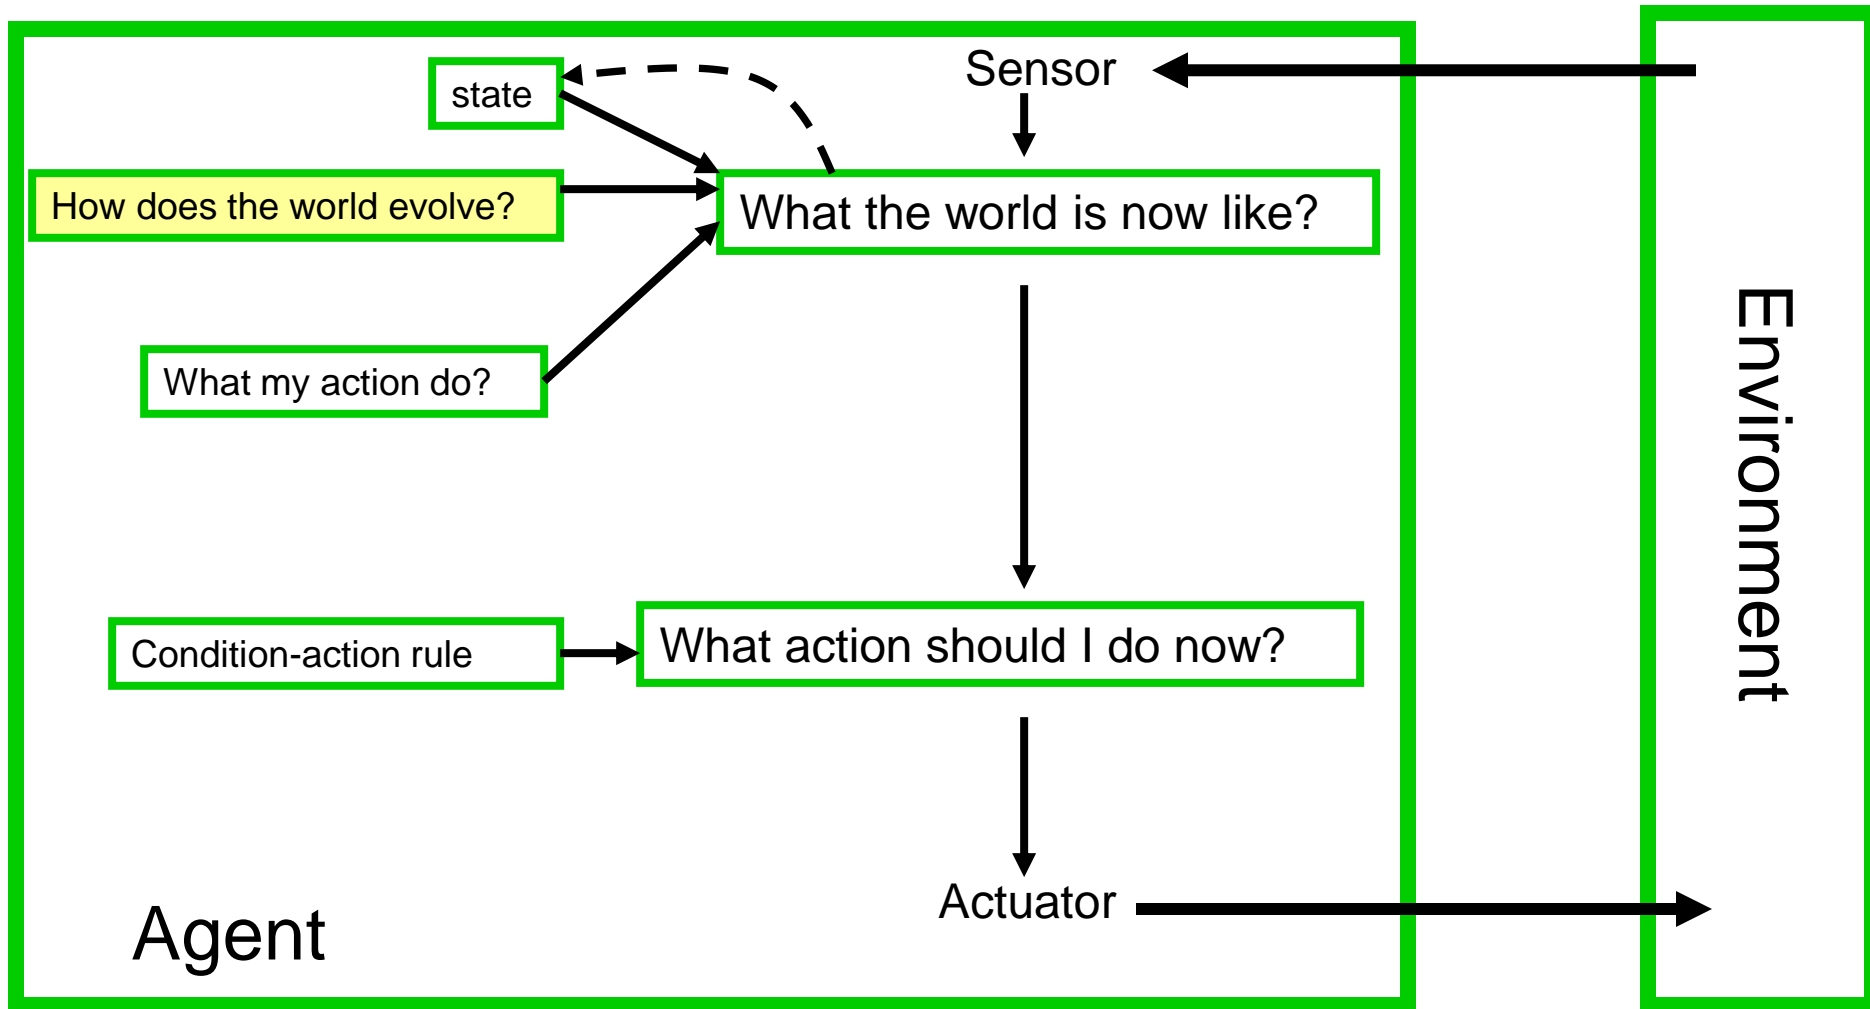 Sensor
state
How does the world evolve?
What the world is now like?
What my action do?
Environment
Condition-action rule
What action should I do now?
Actuator
Agent